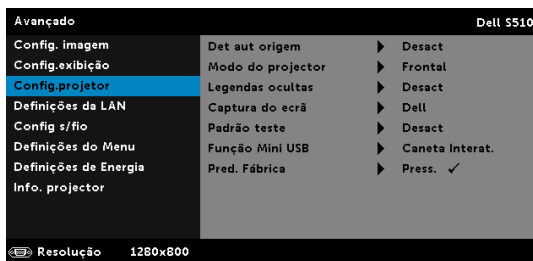 Avançado Dell S510
Config. imagem
Config.exibição
Config.projetor
Definições da LAN
Config s/fio
Definições do Menu
Definições de Energia
Info. projector
Det aut origem Desact
Modo do projector Frontal
Legendas ocultas Desact
Captura do ecrã Dell
Padrão teste Desact
Função Mini USB Caneta Interat.
Pred. Fábrica Press. ✓
Resolução 1280x800